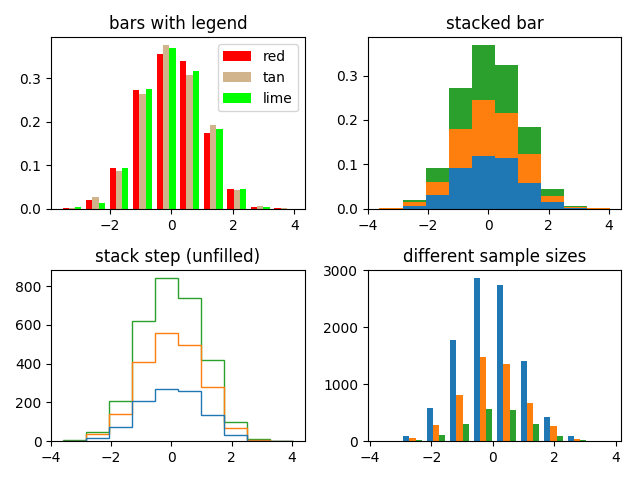 bars with legend
0.3
0.2
0.1
0.0
−2 0 2 4
red
tan
lime
stacked bar
0.3
0.2
0.1
0.0
−4 −2 0 2 4
stack step (unfilled)
800
600
400
200
0
−4 −2 0 2 4
different sample sizes
3000
2000
1000
0
−4 −2 0 2 4